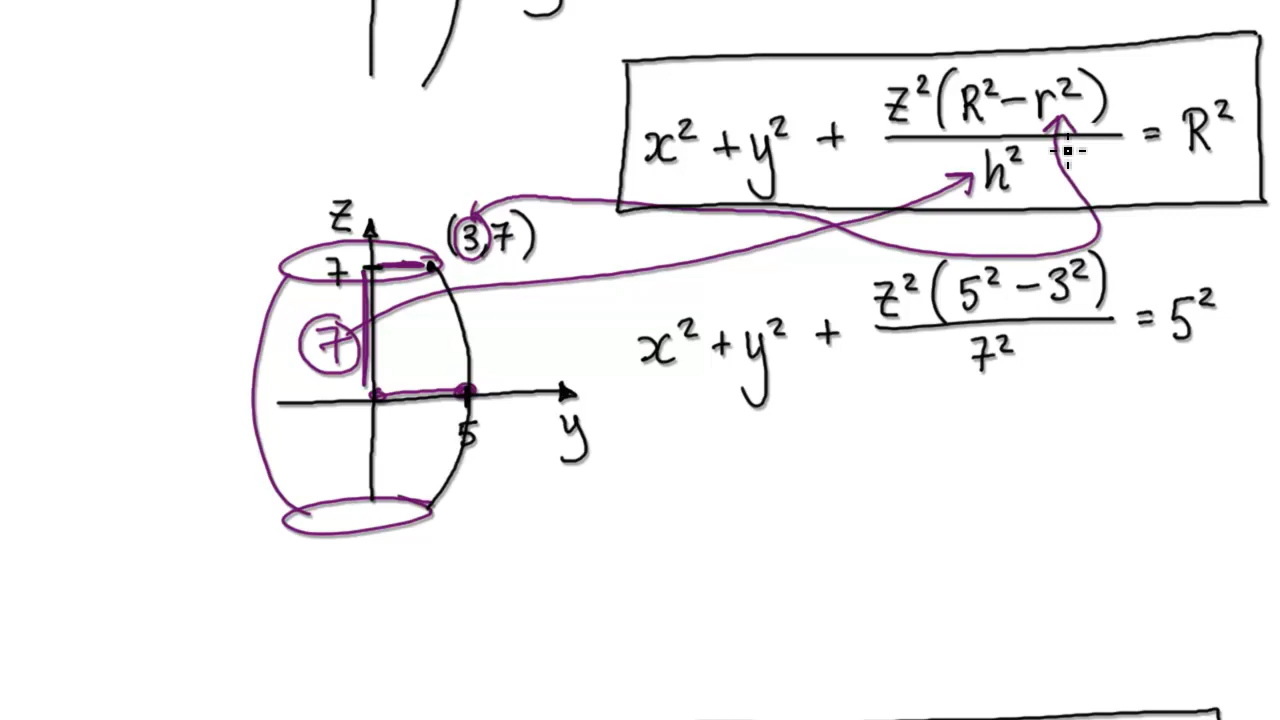 x² + y² + z²(R² − r²) / h² = R²
z
(3,7)
7
7
x² + y² + z²(5² − 3²) / 7² = 5²
5
y